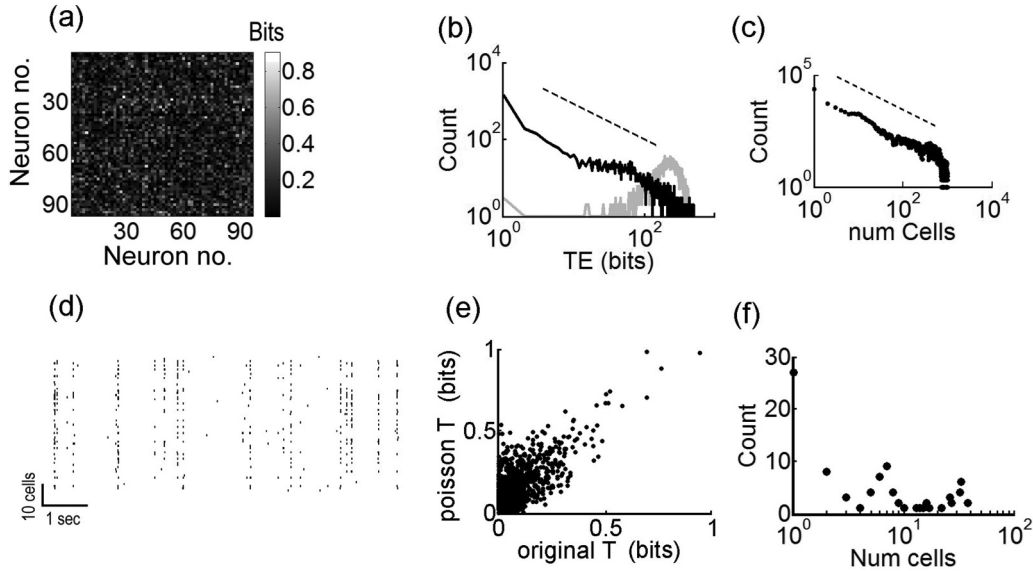 (a)
Bits
Neuron no.
30
60
90
30 60 90
Neuron no.
0.8
0.6
0.4
0.2
(b)
Count
10^4
10^2
10^0
10^0 10^2
TE (bits)
(c)
Count
10^5
10^0
10^0 10^2 10^4
num Cells
(d)
10 cells
1 sec
(e)
poisson T (bits)
1
0.5
0
0 0.5 1
original T (bits)
(f)
Count
30
20
10
0
10^0 10^1 10^2
Num cells